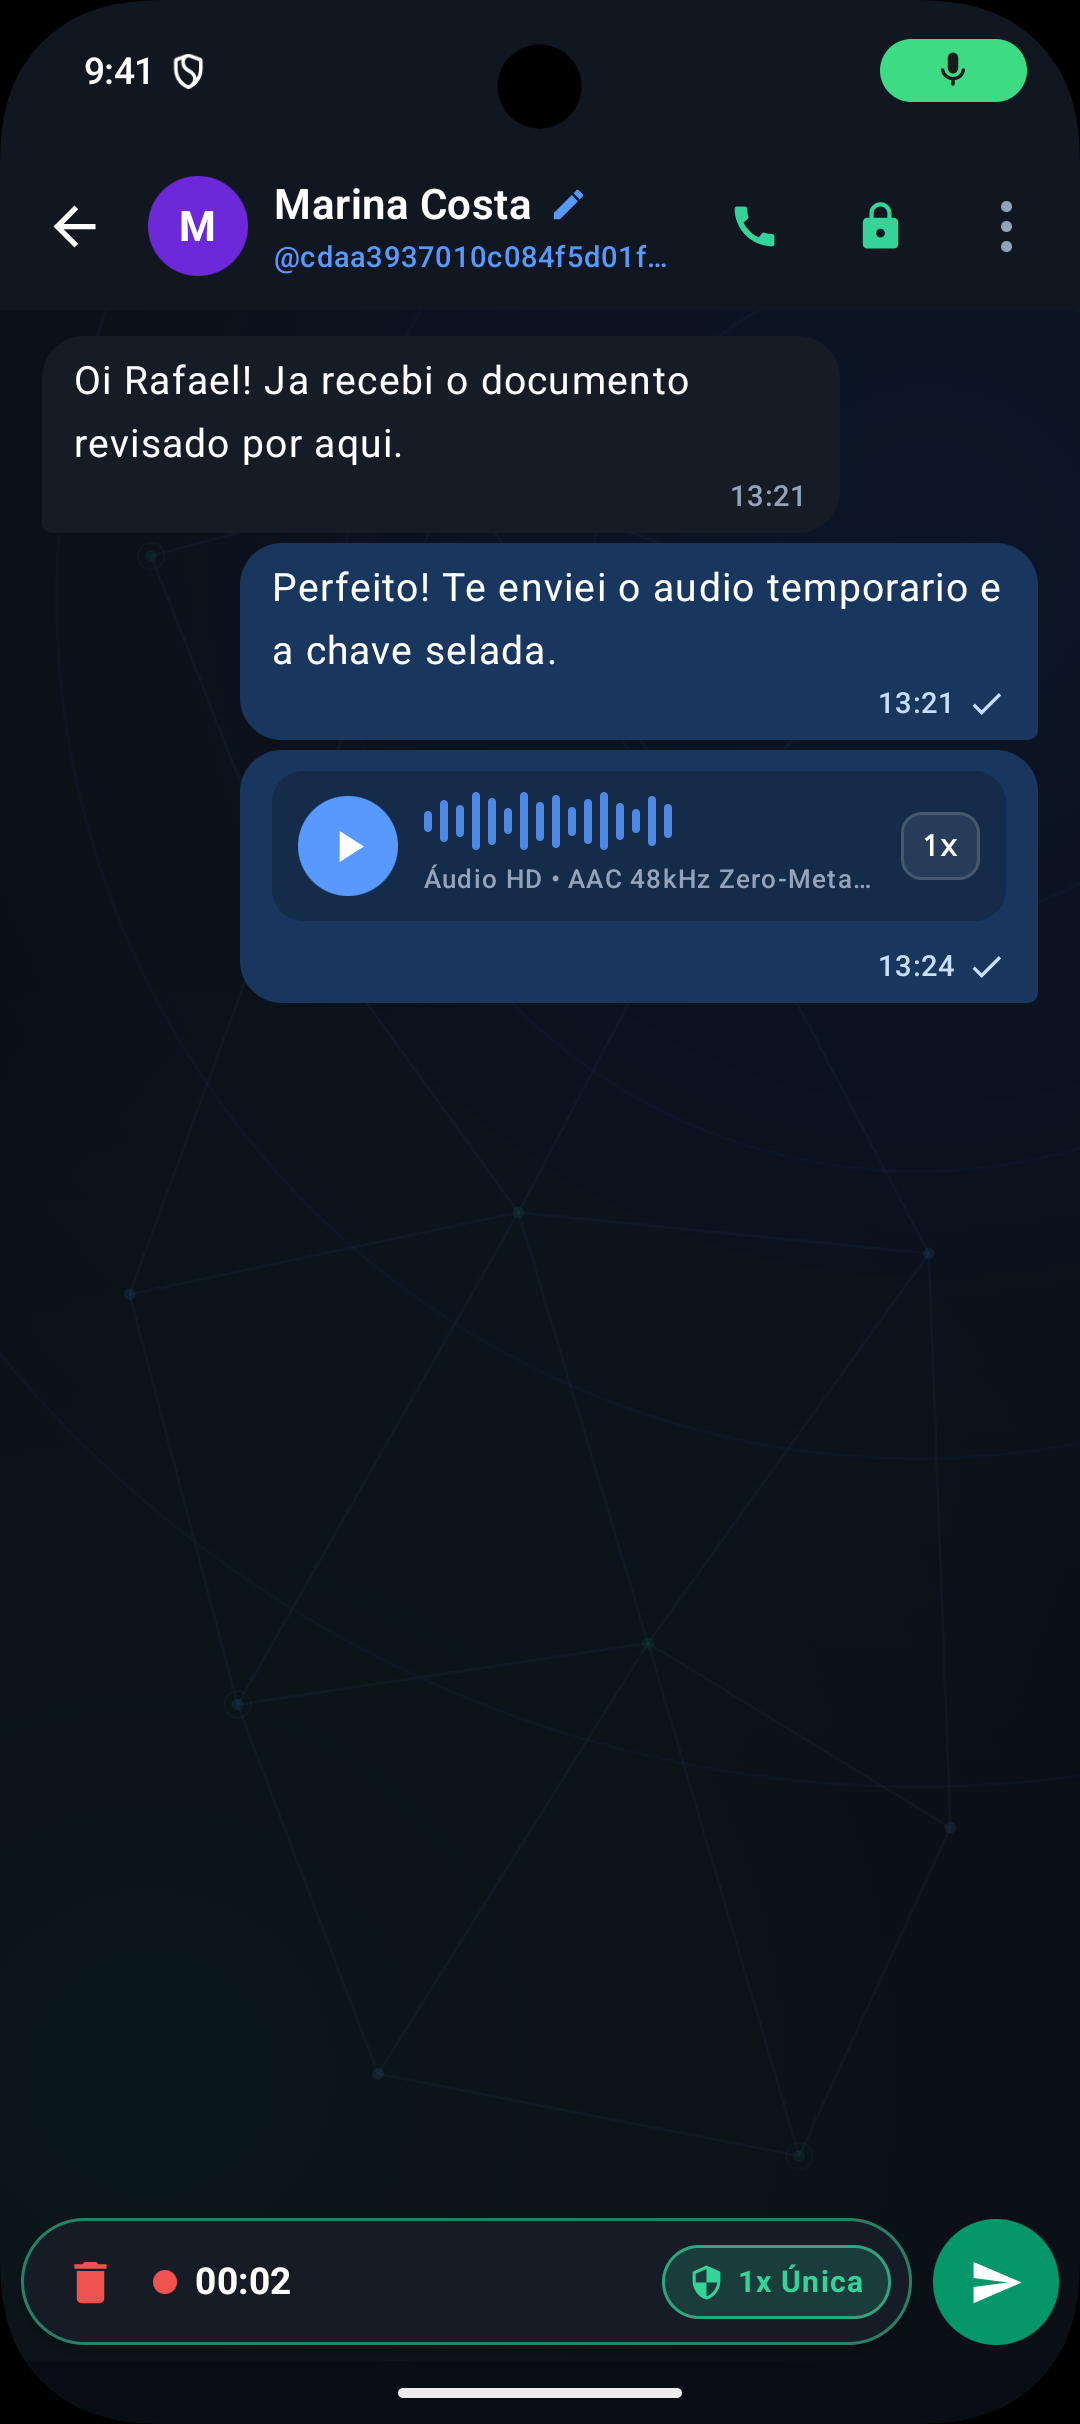 9:41
M
Marina Costa
@cdaa3937010c084f5d01f...
Oi Rafael! Ja recebi o documento
revisado por aqui.
13:21
Perfeito! Te enviei o audio temporario e
a chave selada.
13:21
1x
Áudio HD • AAC 48kHz Zero-Meta...
13:24
00:02
1x Única